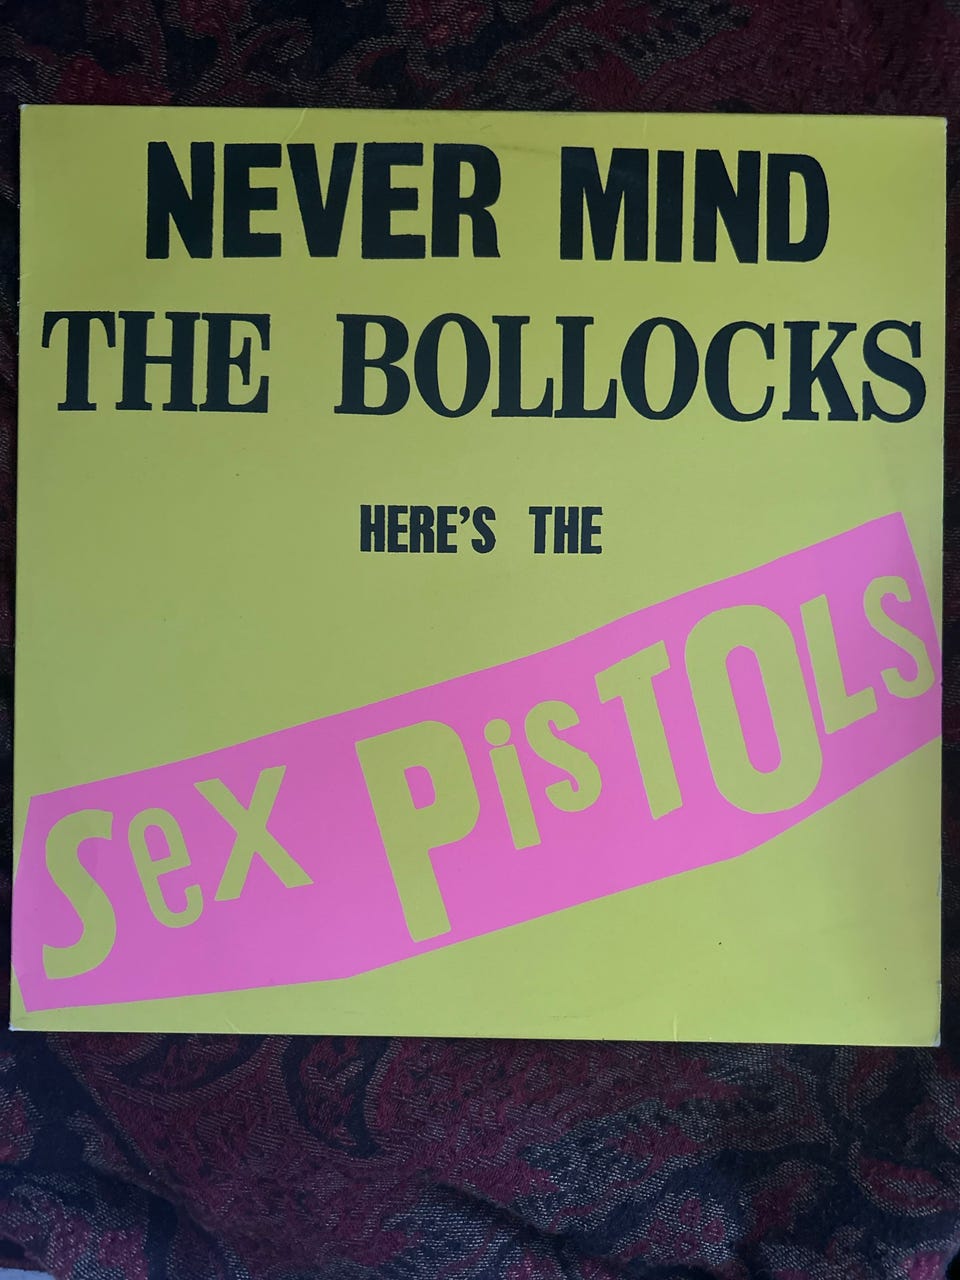 NEVER MIND
THE BOLLOCKS
HERE'S THE
Sex PiSTOLS